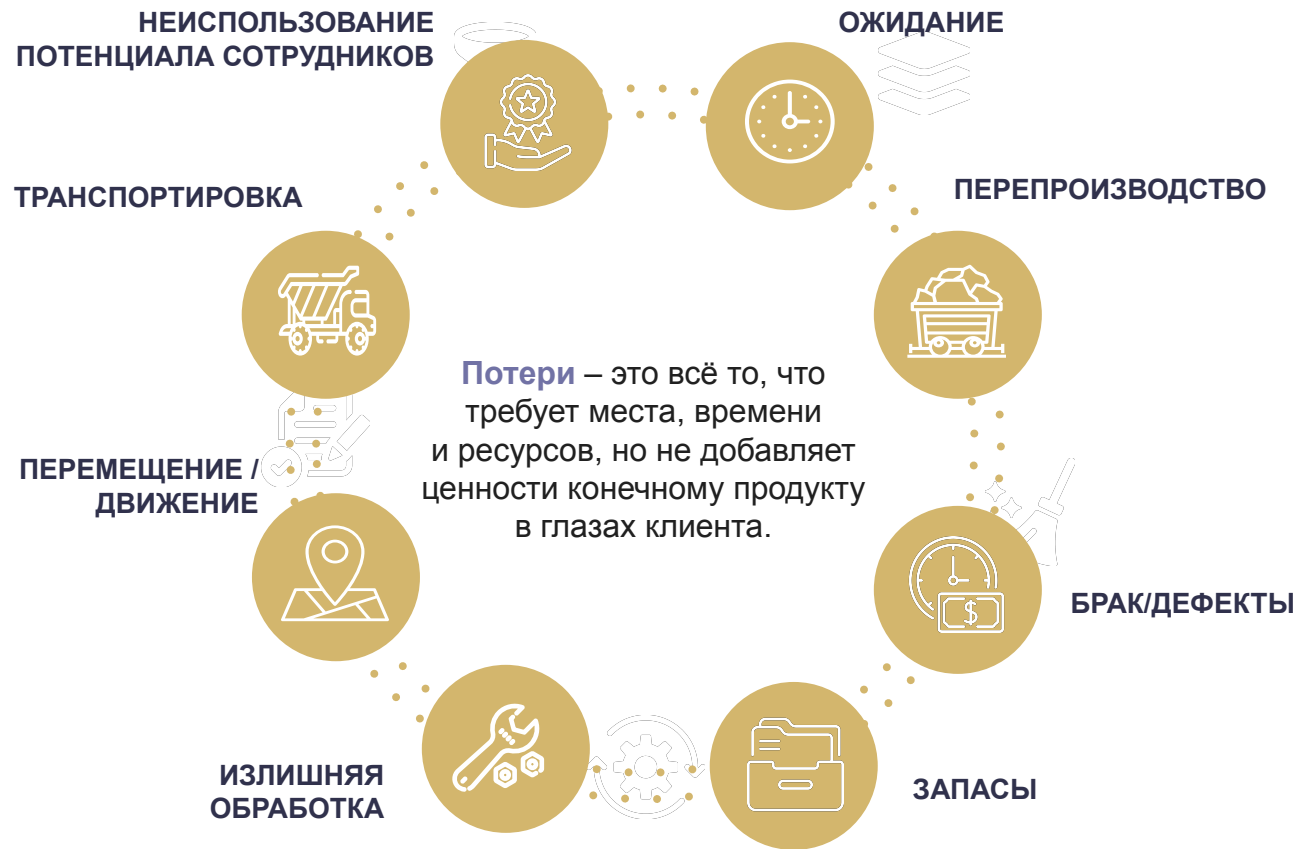 НЕИСПОЛЬЗОВАНИЕ
ПОТЕНЦИАЛА СОТРУДНИКОВ
ОЖИДАНИЕ
ТРАНСПОРТИРОВКА
ПЕРЕПРОИЗВОДСТВО
Потери – это всё то, что
требует места, времени
и ресурсов, но не добавляет
ценности конечному продукту
в глазах клиента.
ПЕРЕМЕЩЕНИЕ /
ДВИЖЕНИЕ
$
БРАК/ДЕФЕКТЫ
ИЗЛИШНЯЯ
ОБРАБОТКА
ЗАПАСЫ